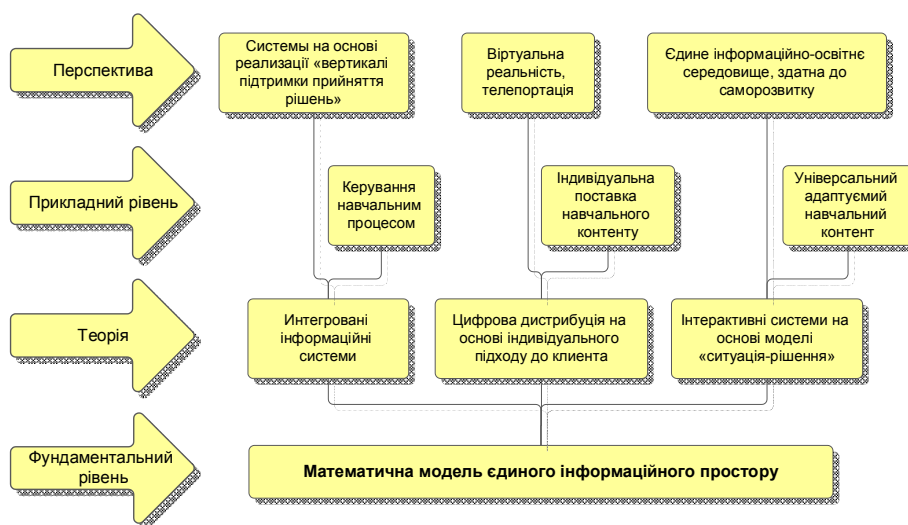 Перспектива
Системы на основі
реализації «вертикалі
підтримки прийняття
рішень»
Віртуальна
реальність,
телепортація
Єдине інформаційно-освітнє
середовище, здатна до
саморозвитку
Прикладний рівень
Керування
навчальним
процесом
Індивідуальна
поставка
навчального
контенту
Універсальний
адаптуємий
навчальний
контент
Теорія
Интегровані
інформаційні
системи
Цифрова дистрибуція на
основі індивідуального
підходу до клиента
Інтерактивні системи на
основі моделі
«ситуація-рішення»
Фундаментальний
рівень
Математична модель єдиного інформаційного простору